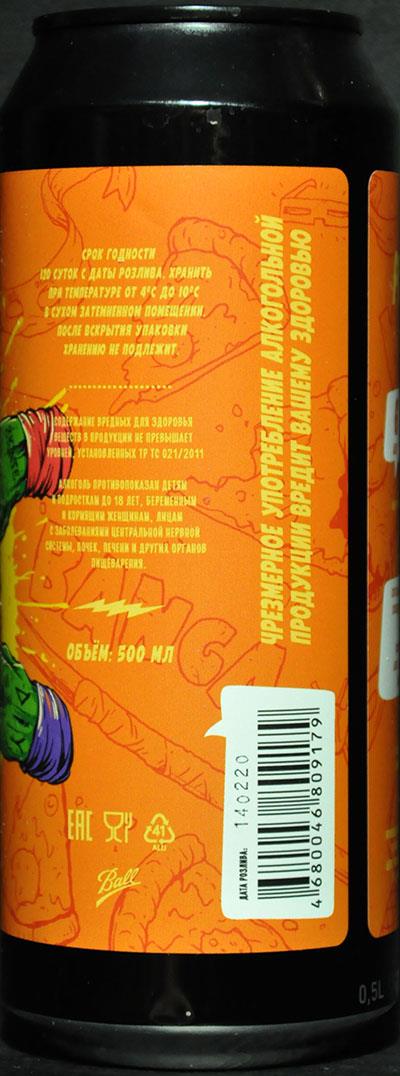 СРОК ГОДНОСТИ
120 СУТОК С ДАТЫ РОЗЛИВА. ХРАНИТЬ
ПРИ ТЕМПЕРАТУРЕ ОТ 4°С ДО 10°С
В СУХОМ ЗАТЕМНЕННОМ ПОМЕЩЕНИИ.
ПОСЛЕ ВСКРЫТИЯ УПАКОВКИ
ХРАНЕНИЮ НЕ ПОДЛЕЖИТ.
СОДЕРЖАНИЕ ВРЕДНЫХ ДЛЯ ЗДОРОВЬЯ
ВЕЩЕСТВ В ПРОДУКЦИИ НЕ ПРЕВЫШАЕТ
УРОВНЕЙ, УСТАНОВЛЕННЫХ ТР ТС 021/2011
АЛКОГОЛЬ ПРОТИВОПОКАЗАН ДЕТЯМ
И ПОДРОСТКАМ ДО 18 ЛЕТ, БЕРЕМЕННЫМ
И КОРМЯЩИМ ЖЕНЩИНАМ, ЛИЦАМ
С ЗАБОЛЕВАНИЯМИ ЦЕНТРАЛЬНОЙ НЕРВНОЙ
СИСТЕМЫ, ПОЧЕК, ПЕЧЕНИ И ДРУГИХ ОРГАНОВ
ПИЩЕВАРЕНИЯ.
ОБЪЁМ: 500 МЛ
EAC
41
ALU
Ball
ЧРЕЗМЕРНОЕ УПОТРЕБЛЕНИЕ АЛКОГОЛЬНОЙ
ПРОДУКЦИИ ВРЕДИТ ВАШЕМУ ЗДОРОВЬЮ
ДАТА РОЗЛИВА: 140220
4 680046 809179
0,5L